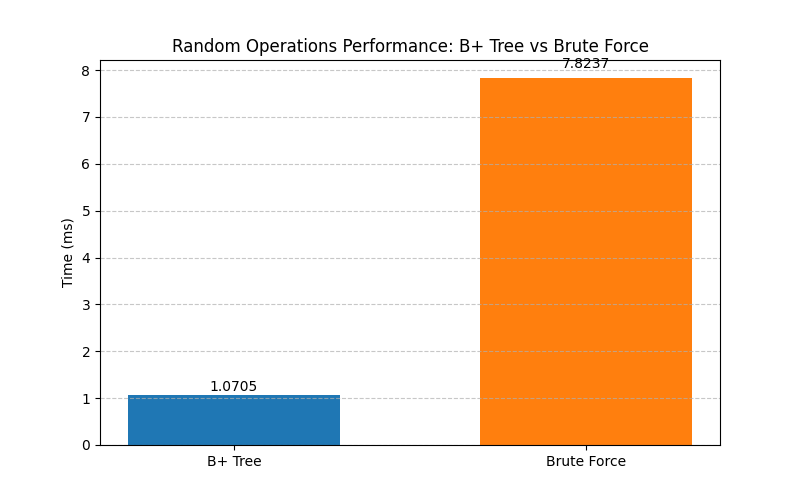 Random Operations Performance: B+ Tree vs Brute Force
7.8237
1.0705
Time (ms)
8
7
6
5
4
3
2
1
0
B+ Tree
Brute Force